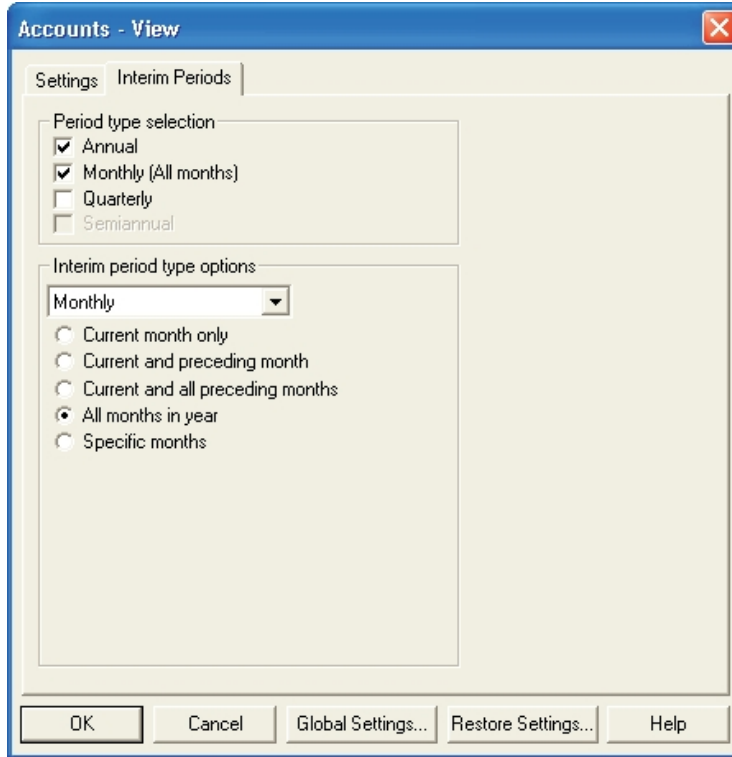 Accounts - View
Settings Interim Periods
Period type selection
Annual
Monthly (All months)
Quarterly
Semiannual
Interim period type options
Monthly
Current month only
Current and preceding month
Current and all preceding months
All months in year
Specific months
OK Cancel Global Settings... Restore Settings... Help